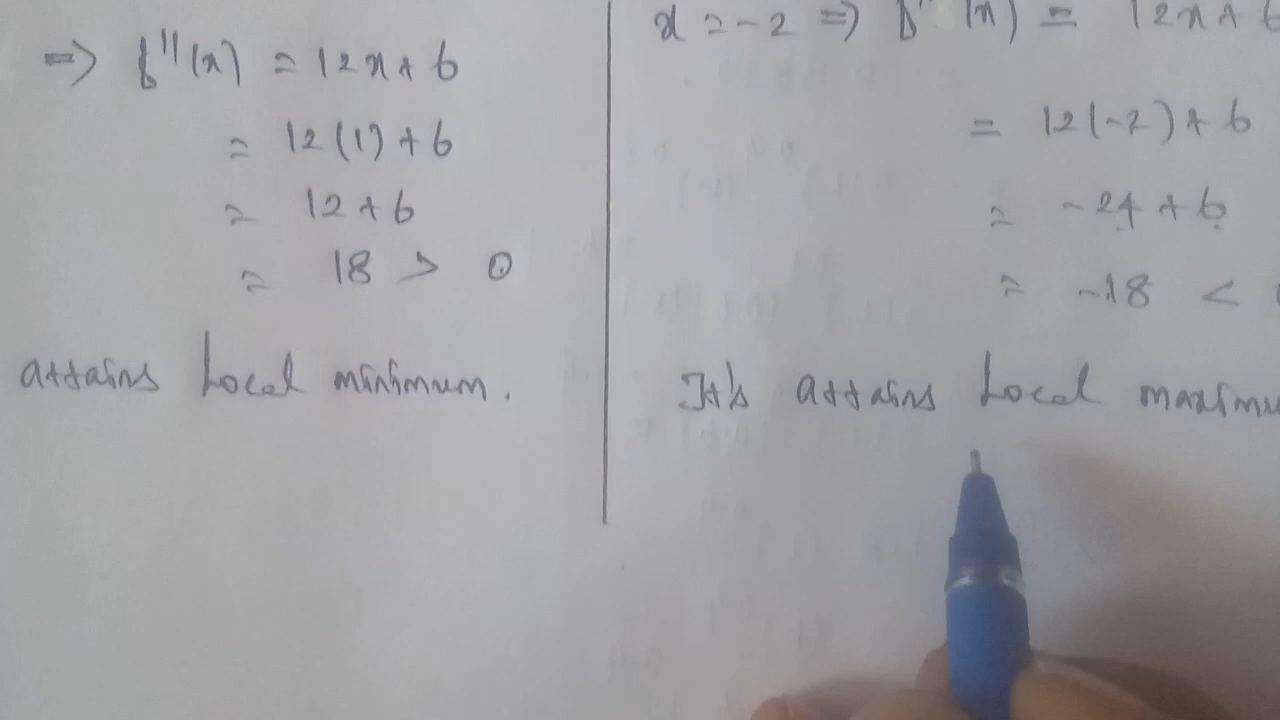 ⇒ f''(x) = 12x + 6
= 12(1) + 6
= 12 + 6
= 18 > 0
attains Local minimum.
x = -2 ⇒ f''(x) = 12x + 6
= 12(-2) + 6
= -24 + 6
= -18 <
It's attains Local maximu